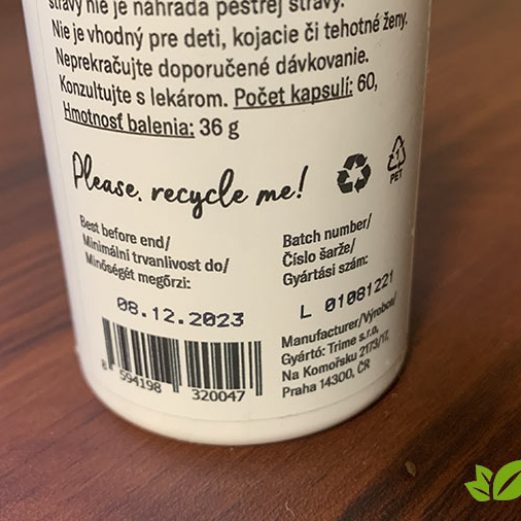 stravy nie je náhrada pestrej stravy.
Nie je vhodný pre deti, kojacie či tehotné ženy.
Neprekračujte doporučené dávkovanie.
Konzultujte s lekárom. Počet kapsulí: 60,
Hmotnosť balenia: 36 g
Please. recycle me!
1
PET
Best before end/
Minimální trvanlivost do/
Minőségét megőrzi:
08.12.2023
8 594198 320047
Batch number/
Číslo šarže/
Gyártási szám:
L 01081221
Manufacturer/Výrobce/
Gyártó: Trime s.r.o,
Na Komořsku 2173/17,
Praha 14300, ČR